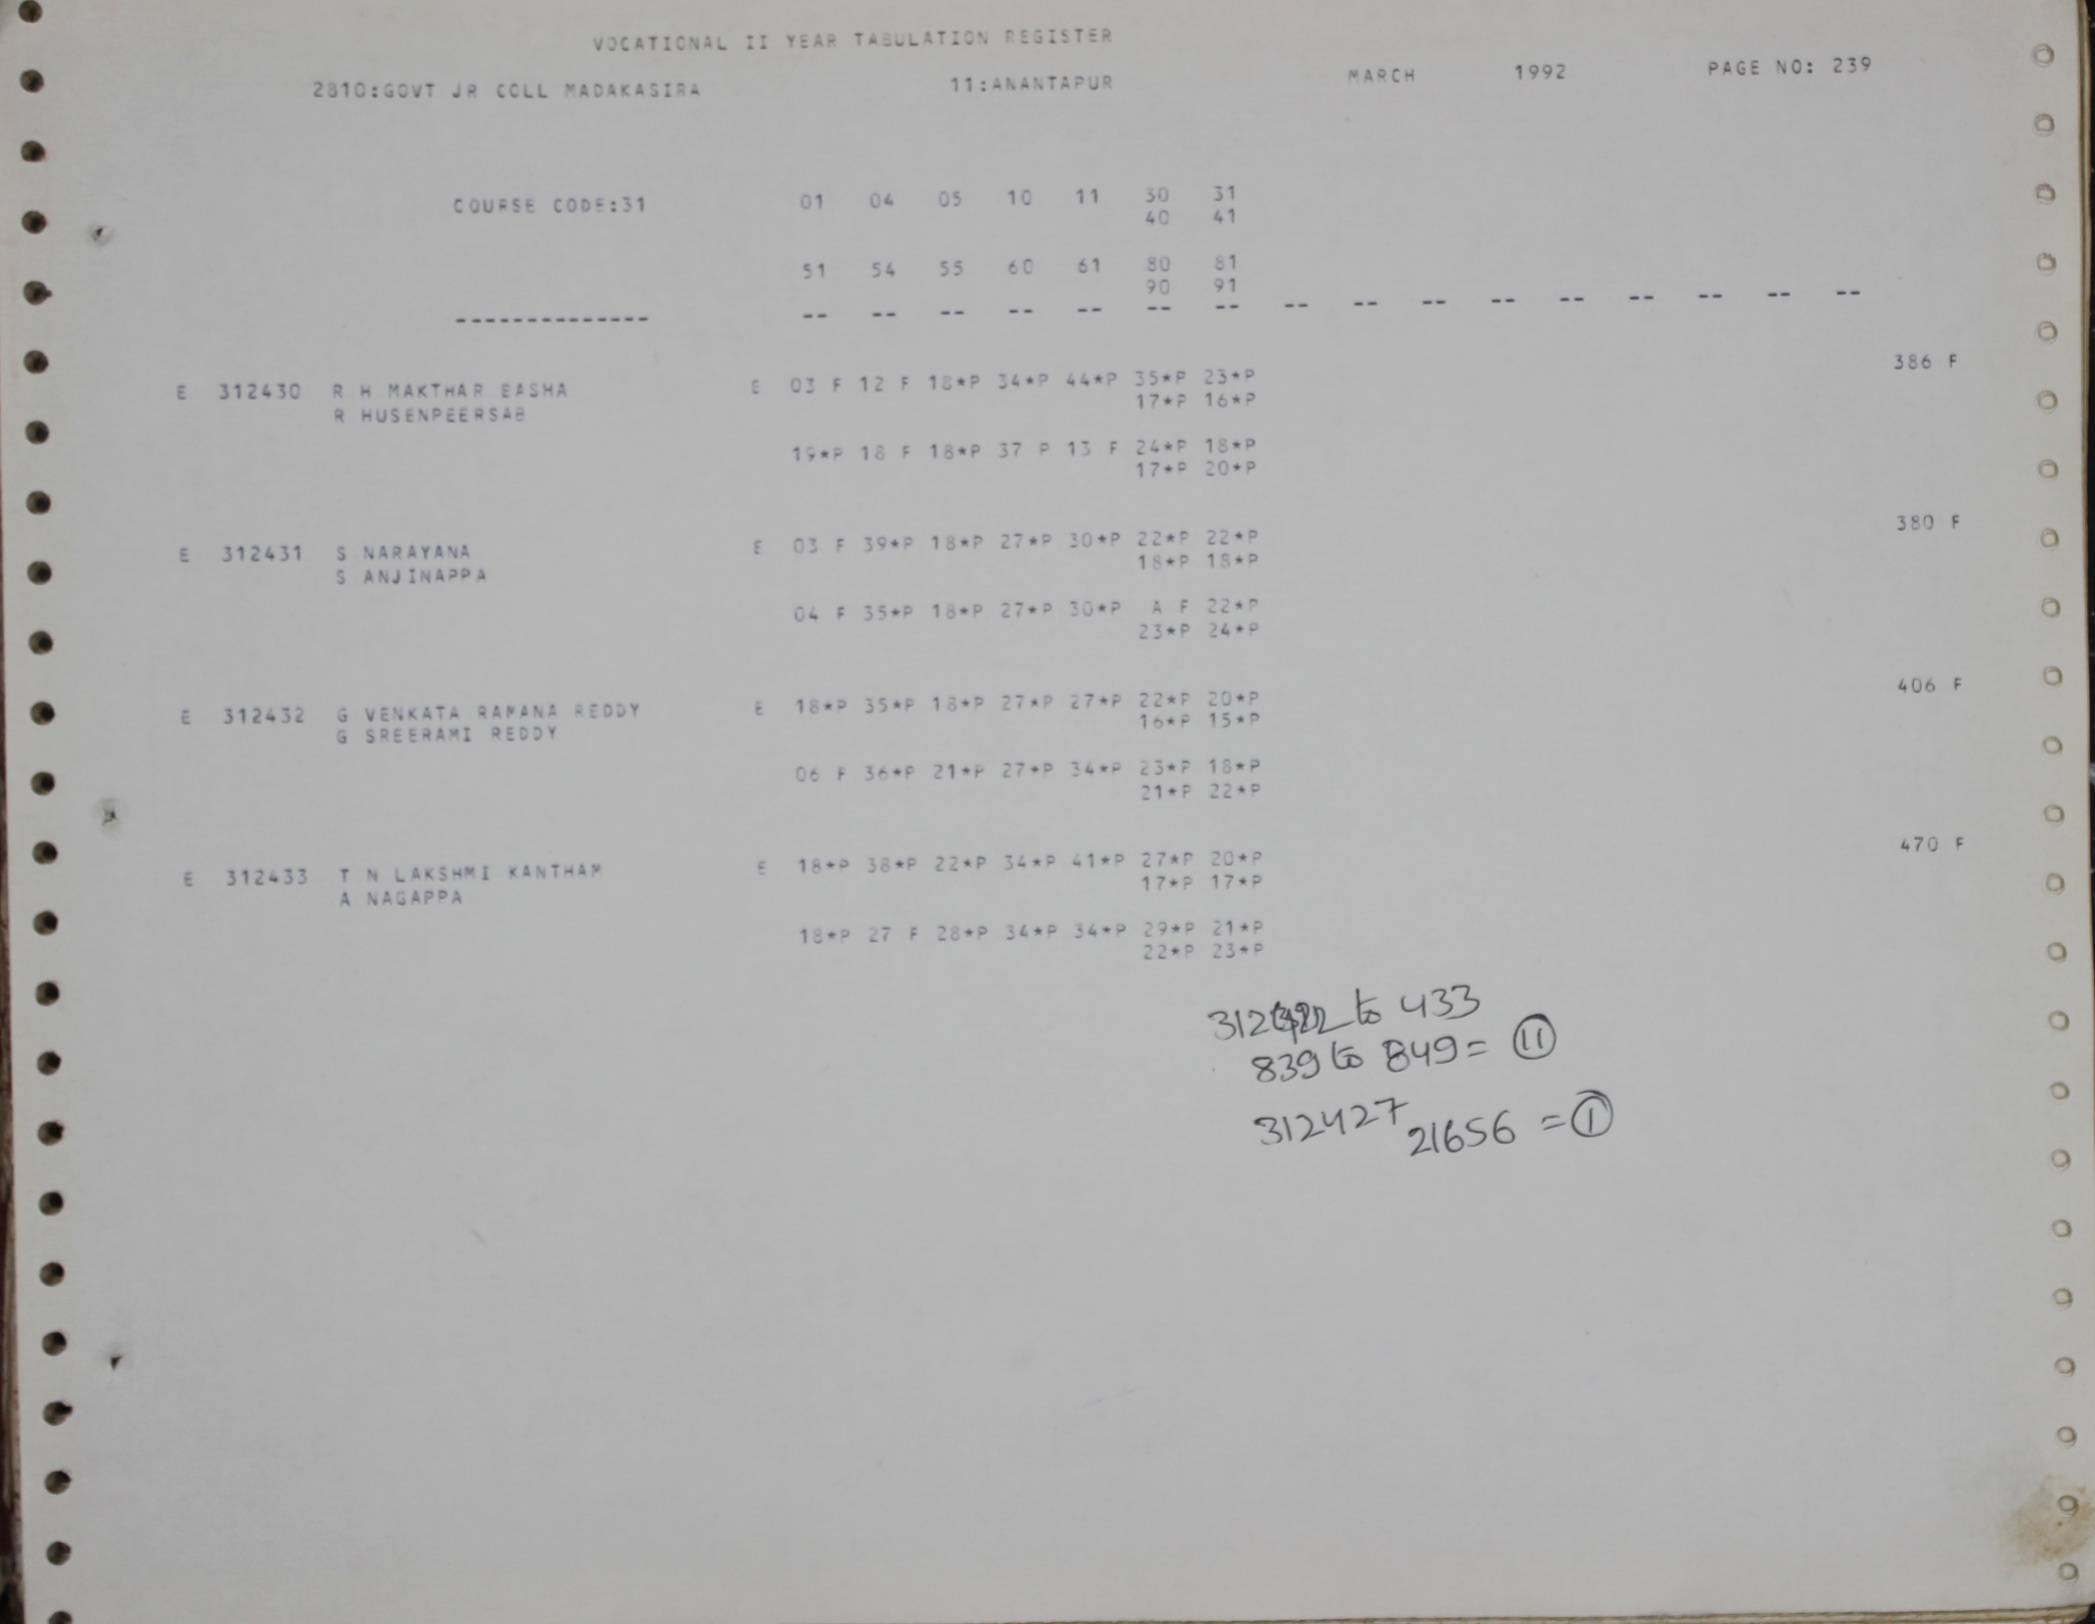 VOCATIONAL II YEAR TABULATION REGISTER
2810:GOVT JR COLL MADAKASIRA 11:ANANTAPUR MARCH 1992 PAGE NO: 239
COURSE CODE:31 01 04 05 10 11 30 31
40 41
51 54 55 60 61 80 81
90 91
-------------- -- -- -- -- -- -- -- -- -- -- -- -- -- -- -- --
E 312430 R H MAKTHAR BASHA E 03 F 12 F 18*P 34*P 44*P 35*P 23*P 386 F
R HUSENPEERSAB 17*P 16*P
19*P 18 F 18*P 37 P 13 F 24*P 18*P
17*P 20*P
E 312431 S NARAYANA E 03 F 39*P 18*P 27*P 30*P 22*P 22*P 380 F
S ANJINAPPA 18*P 18*P
04 F 35*P 18*P 27*P 30*P A F 22*P
23*P 24*P
E 312432 G VENKATA RAMANA REDDY E 18*P 35*P 18*P 27*P 27*P 22*P 20*P 406 F
G SREERAMI REDDY 16*P 15*P
06 F 36*P 21*P 27*P 34*P 23*P 18*P
21*P 22*P
E 312433 T N LAKSHMI KANTHAM E 18*P 38*P 22*P 34*P 41*P 27*P 20*P 470 F
A NAGAPPA 17*P 17*P
18*P 27 F 28*P 34*P 34*P 29*P 21*P
22*P 23*P
to 433
839 to 849 = 11
312427 21656 = 1